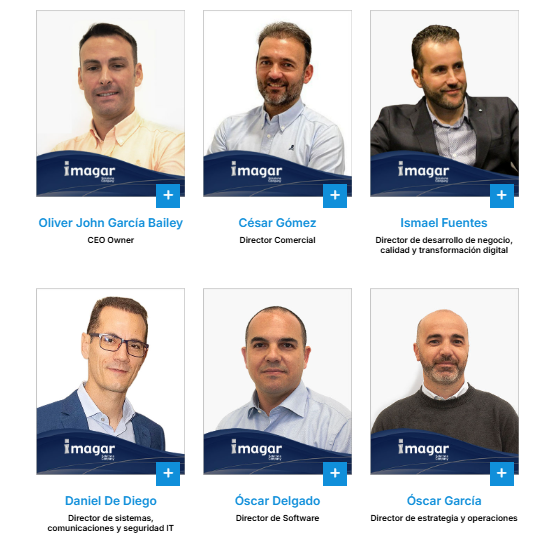 imagar
imagar
imagar
+
+
+
Oliver John García Bailey
César Gómez
Ismael Fuentes
CEO Owner
Director Comercial
Director de desarrollo de negocio,
calidad y transformación digital
imagar
imagar
imagar
+
+
+
Daniel De Diego
Óscar Delgado
Óscar García
Director de sistemas,
comunicaciones y seguridad IT
Director de Software
Director de estrategia y operaciones